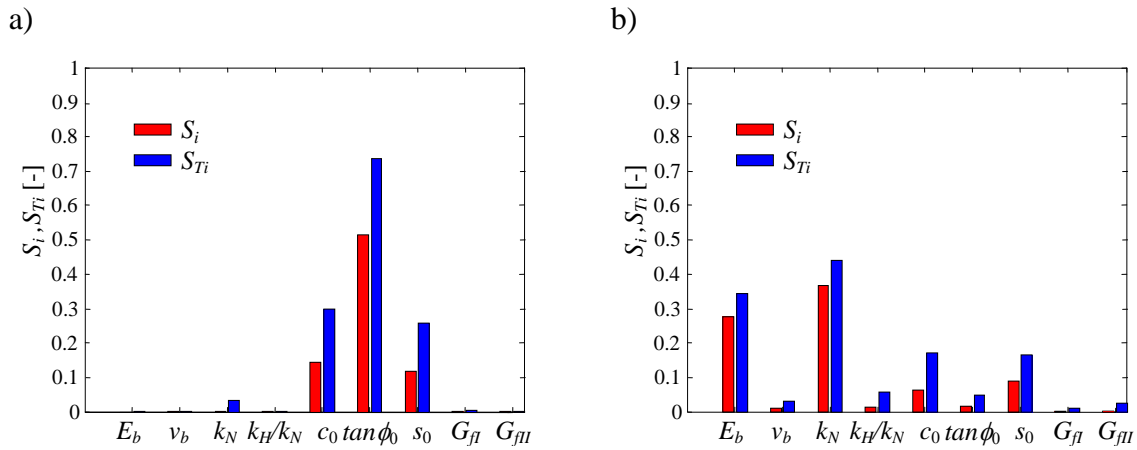 a)
1
0.9
0.8
0.7
0.6
0.5
0.4
0.3
0.2
0.1
0
S_i, S_Ti [-]
S_i
S_Ti
E_b ν_b k_N k_H/k_N c_0 tanϕ_0 s_0 G_fI G_fII
b)
1
0.9
0.8
0.7
0.6
0.5
0.4
0.3
0.2
0.1
0
S_i, S_Ti [-]
S_i
S_Ti
E_b ν_b k_N k_H/k_N c_0 tanϕ_0 s_0 G_fI G_fII